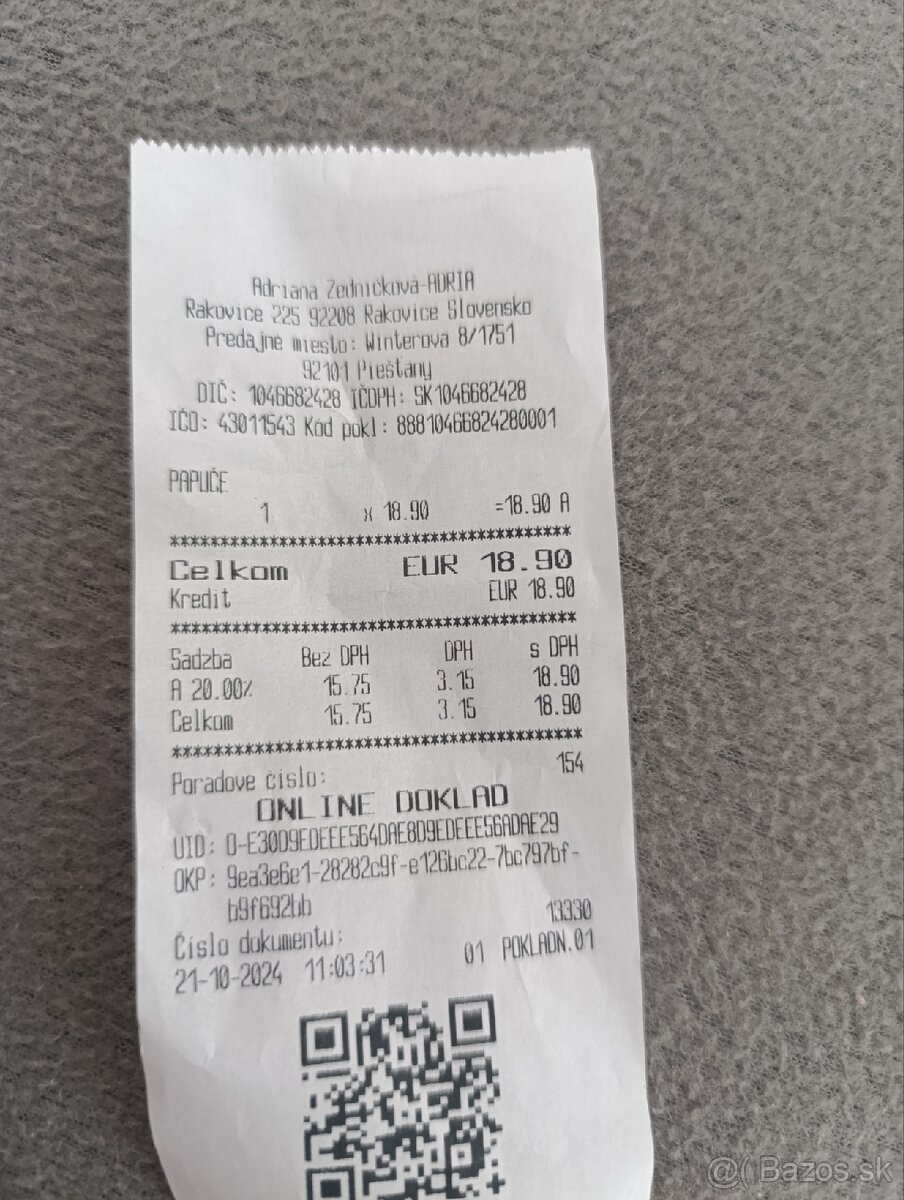 Adriana Zedničková-ADRIA
Rakovice 225 92208 Rakovice Slovensko
Predajné miesto: Winterova 8/1751
92101 Piešťany
DIČ: 1046682428 IČDPH: SK1046682428
IČO: 43011543 Kod pokl: 88810466824280001
PAPUČE
1 x 18.90 =18.90 A
****************************************
Celkom EUR 18.90
Kredit EUR 18.90
****************************************
Sadzba Bez DPH DPH s DPH
A 20.00% 15.75 3.15 18.90
Celkom 15.75 3.15 18.90
****************************************
Poradove číslo: 154
ONLINE DOKLAD
UID: O-E30D9EDEEE564DAE8D9EDEEE56ADAE29
OKP: 9ea3e6e1-28282c9f-e126bc22-7bc797bf-
b9f692bb
Číslo dokumentu: 13330
21-10-2024 11:03:31 01 POKLADN.01
@( Bazos.sk